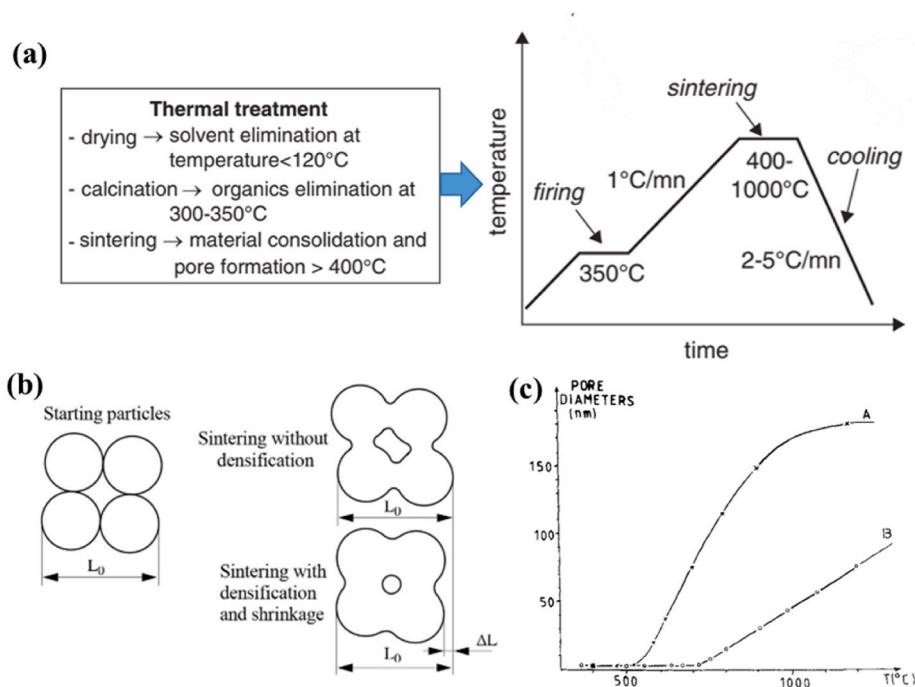 (a)
Thermal treatment
- drying → solvent elimination at
temperature<120°C
- calcination → organics elimination at
300-350°C
- sintering → material consolidation and
pore formation > 400°C
temperature
time
firing
350°C
1°C/mn
sintering
400-
1000°C
cooling
2-5°C/mn
(b)
Starting particles
L₀
Sintering without
densification
L₀
Sintering with
densification
and shrinkage
ΔL
L₀
(c)
PORE
DIAMETERS
(nm)
A
B
150
100
50
500
1000
T(°C)